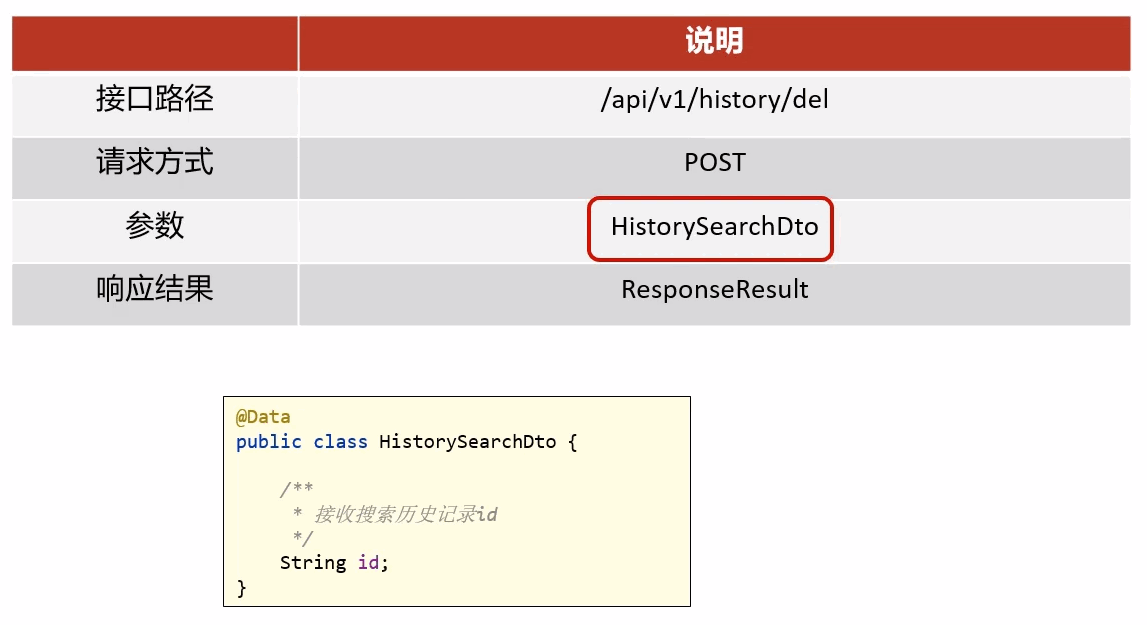 说明
接口路径 /api/v1/history/del
请求方式 POST
参数 HistorySearchDto
响应结果 ResponseResult
@Data
public class HistorySearchDto {
/**
* 接收搜索历史记录id
*/
String id;
}